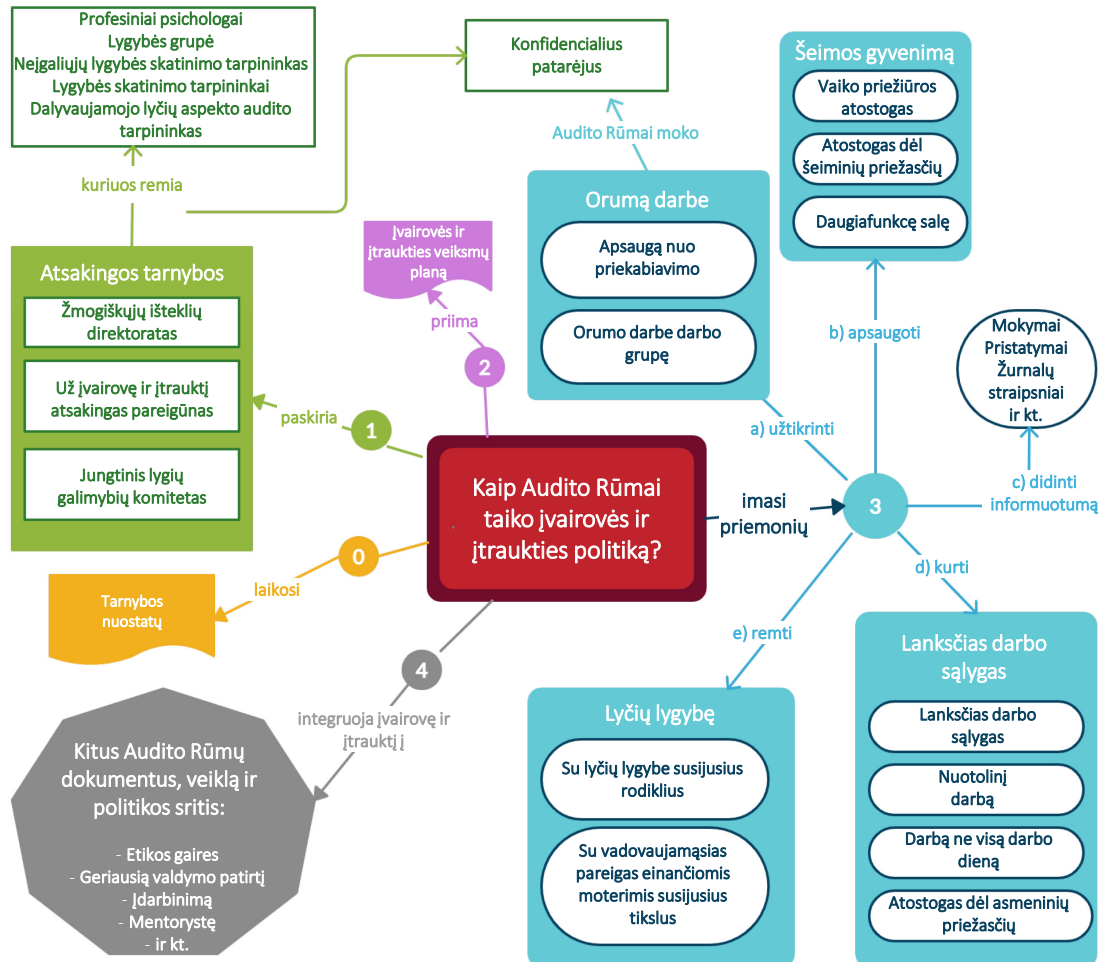 Profesiniai psichologai
Lygybės grupė
Neįgaliųjų lygybės skatinimo tarpininkas
Lygybės skatinimo tarpininkai
Dalyvaujamojo lyčių aspekto audito
tarpininkas
Konfidencialius
patarėjus
Šeimos gyvenimą
Vaiko priežiūros
atostogas
Atostogas dėl
šeiminių priežasčių
Daugiafunkcę salę
Audito Rūmai moko
kuriuos remia
Orumą darbe
Apsaugą nuo
priekabiavimo
Orumo darbe darbo
grupę
Įvairovės ir
įtraukties veiksmų
planą
priima
2
Atsakingos tarnybos
Žmogiškųjų išteklių
direktoratas
Už įvairovę ir įtrauktį
atsakingas pareigūnas
Jungtinis lygių
galimybių komitetas
paskiria
1
b) apsaugoti
Mokymai
Pristatymai
Žurnalų
straipsniai
ir kt.
a) užtikrinti
c) didinti
informuotumą
Kaip Audito Rūmai
taiko įvairovės ir
įtraukties politiką?
imasi
priemonių
3
0
laikosi
Tarnybos
nuostatų
d) kurti
e) remti
4
integruoja įvairovę ir
įtrauktį į
Kitus Audito Rūmų
dokumentus, veiklą ir
politikos sritis:
- Etikos gaires
- Geriausią valdymo patirtį
- Įdarbinimą
- Mentorystę
- ir kt.
Lyčių lygybę
Su lyčių lygybe susijusius
rodiklius
Su vadovaujamąsias
pareigas einančiomis
moterimis susijusius
tikslus
Lanksčias darbo
sąlygas
Lanksčias darbo
sąlygas
Nuotolinį
darbą
Darbą ne visą darbo
dieną
Atostogas dėl asmeninių
priežasčių